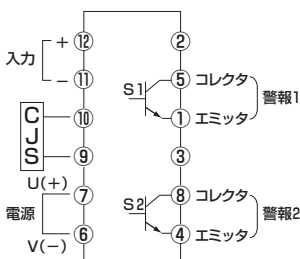 入力 + ⑫
− ⑪
CJS ⑩
⑨
U(+)
電源 ⑦
V(−) ⑥
②
S1 ⑤ コレクタ
警報1
① エミッタ
③
S2 ⑧ コレクタ
警報2
④ エミッタ